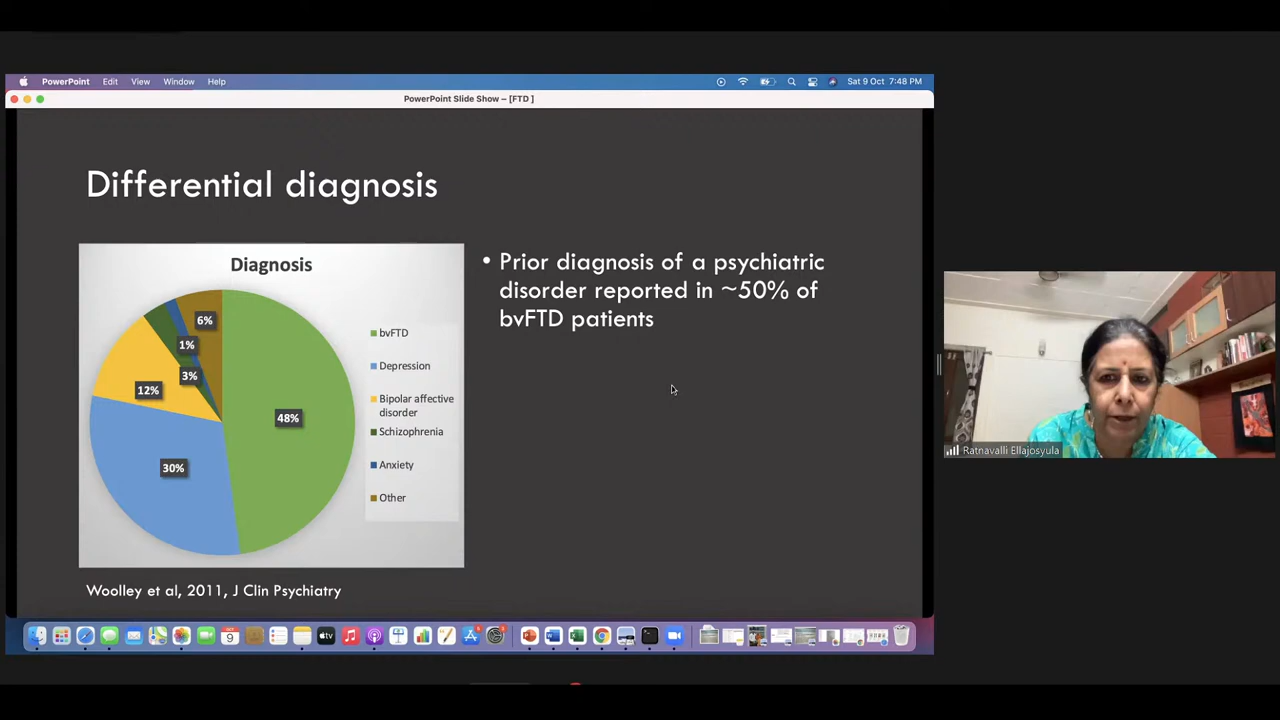 PowerPoint Edit View Window Help
Sat 9 Oct 7:48 PM
PowerPoint Slide Show – [FTD ]
Differential diagnosis
Diagnosis
6%
1%
3%
12%
48%
30%
bvFTD
Depression
Bipolar affective
disorder
Schizophrenia
Anxiety
Other
Woolley et al, 2011, J Clin Psychiatry
• Prior diagnosis of a psychiatric
disorder reported in ~50% of
bvFTD patients
Ratnavalli Ellajosyula